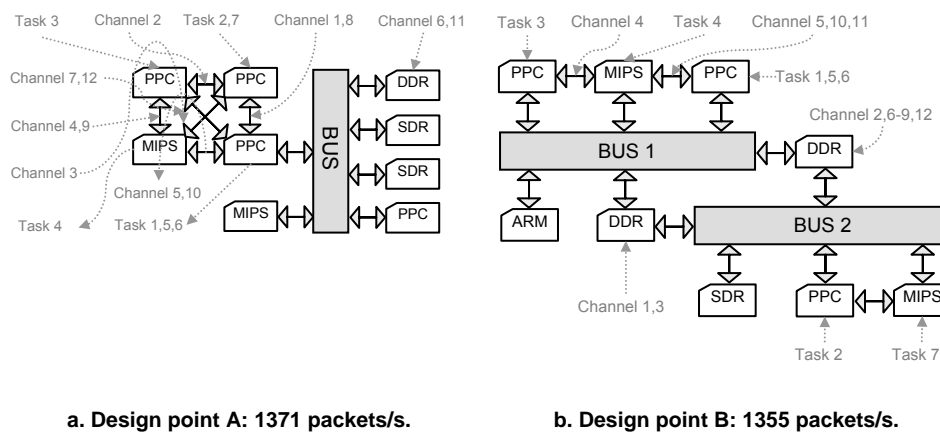 Task 3
Channel 2
Task 2,7
Channel 1,8
Channel 6,11
Channel 7,12
PPC
PPC
DDR
Channel 4,9
BUS
SDR
MIPS
PPC
Channel 3
SDR
Channel 5,10
Task 4
Task 1,5,6
MIPS
PPC
a. Design point A: 1371 packets/s.
Task 3
Channel 4
Task 4
Channel 5,10,11
PPC
MIPS
PPC
Task 1,5,6
Channel 2,6-9,12
BUS 1
DDR
ARM
DDR
BUS 2
Channel 1,3
SDR
PPC
MIPS
Task 2
Task 7
b. Design point B: 1355 packets/s.